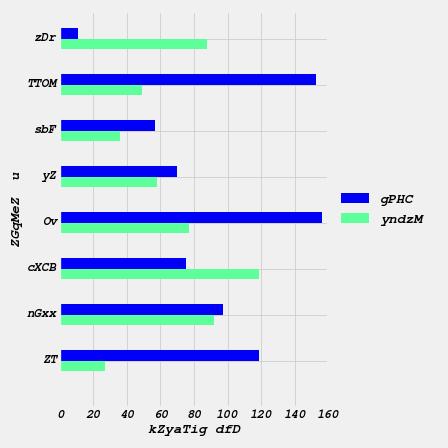 zDr
TTOM
sbF
yZ
Ov
cXCB
nGxx
ZT
ZGqMeZ u
0 20 40 60 80 100 120 140 160
kZyaTig dfD
gPHC
yndzM